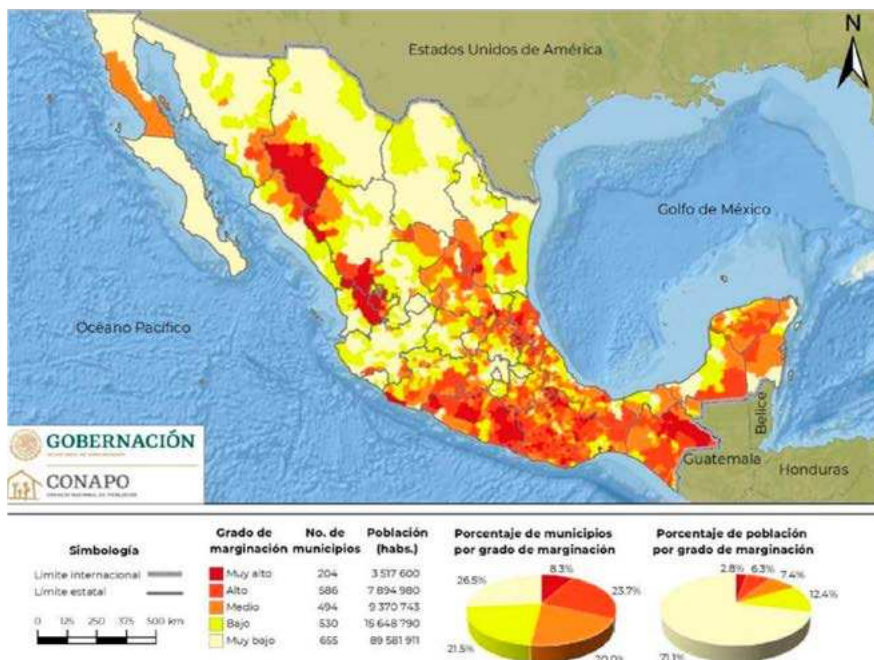 N
Estados Unidos de América
Golfo de México
Océano Pacífico
Belice
Guatemala
Honduras
GOBERNACIÓN
CONAPO
Simbología
Límite internacional
Límite estatal
0 125 250 375 500 km
Grado de marginación No. de municipios Población (habs.)
Muy alto 204 3 517 600
Alto 586 7 894 980
Medio 494 9 370 743
Bajo 530 15 648 790
Muy bajo 655 89 581 911
Porcentaje de municipios
por grado de marginación
8.3%
26.5%
23.7%
21.5%
20.0%
Porcentaje de población
por grado de marginación
2.8% 6.3%
7.4%
12.4%
71.1%